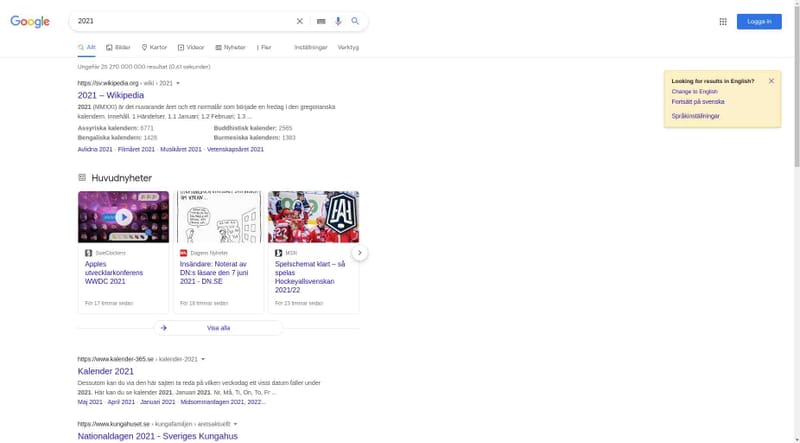 Google
2021
Logga in
Allt
Bilder
Kartor
Videor
Nyheter
Fler
Inställningar
Verktyg
Ungefär 25 270 000 000 resultat (0,61 sekunder)
https://sv.wikipedia.org › wiki › 2021
2021 – Wikipedia
2021 (MMXXI) är det nuvarande året och ett normalår som började en fredag i den gregorianska
kalendern. Innehåll. 1 Händelser. 1.1 Januari; 1.2 Februari; 1.3 ...
Assyriska kalendern: 6771
Buddhistisk kalender: 2565
Bengaliska kalendern: 1428
Burmesiska kalendern: 1383
Avlidna 2021 · Filmåret 2021 · Musikåret 2021 · Vetenskapsåret 2021
Looking for results in English?
Change to English
Fortsätt på svenska
Språkinställningar
Huvudnyheter
SweClockers
Apples
utvecklarkonferens
WWDC 2021
För 17 timmar sedan
Dagens Nyheter
Insändare: Noterat av
DN:s läsare den 7 juni
2021 - DN.SE
För 18 timmar sedan
MSN
Spelschemat klart – så
spelas
Hockeyallsvenskan
2021/22
För 23 timmar sedan
Visa alla
https://www.kalender-365.se › kalender-2021
Kalender 2021
Dessutom kan du via den här sajten ta reda på vilken veckodag ett visst datum faller under
2021. Här kan du se kalender 2021. Januari 2021. Nr, Må, Ti, On, To, Fr ...
Maj 2021 · April 2021 · Januari 2021 · Midsommardagen 2021, 2022...
https://www.kungahuset.se › kungafamiljen › aretsaktuellt
Nationaldagen 2021 - Sveriges Kungahus